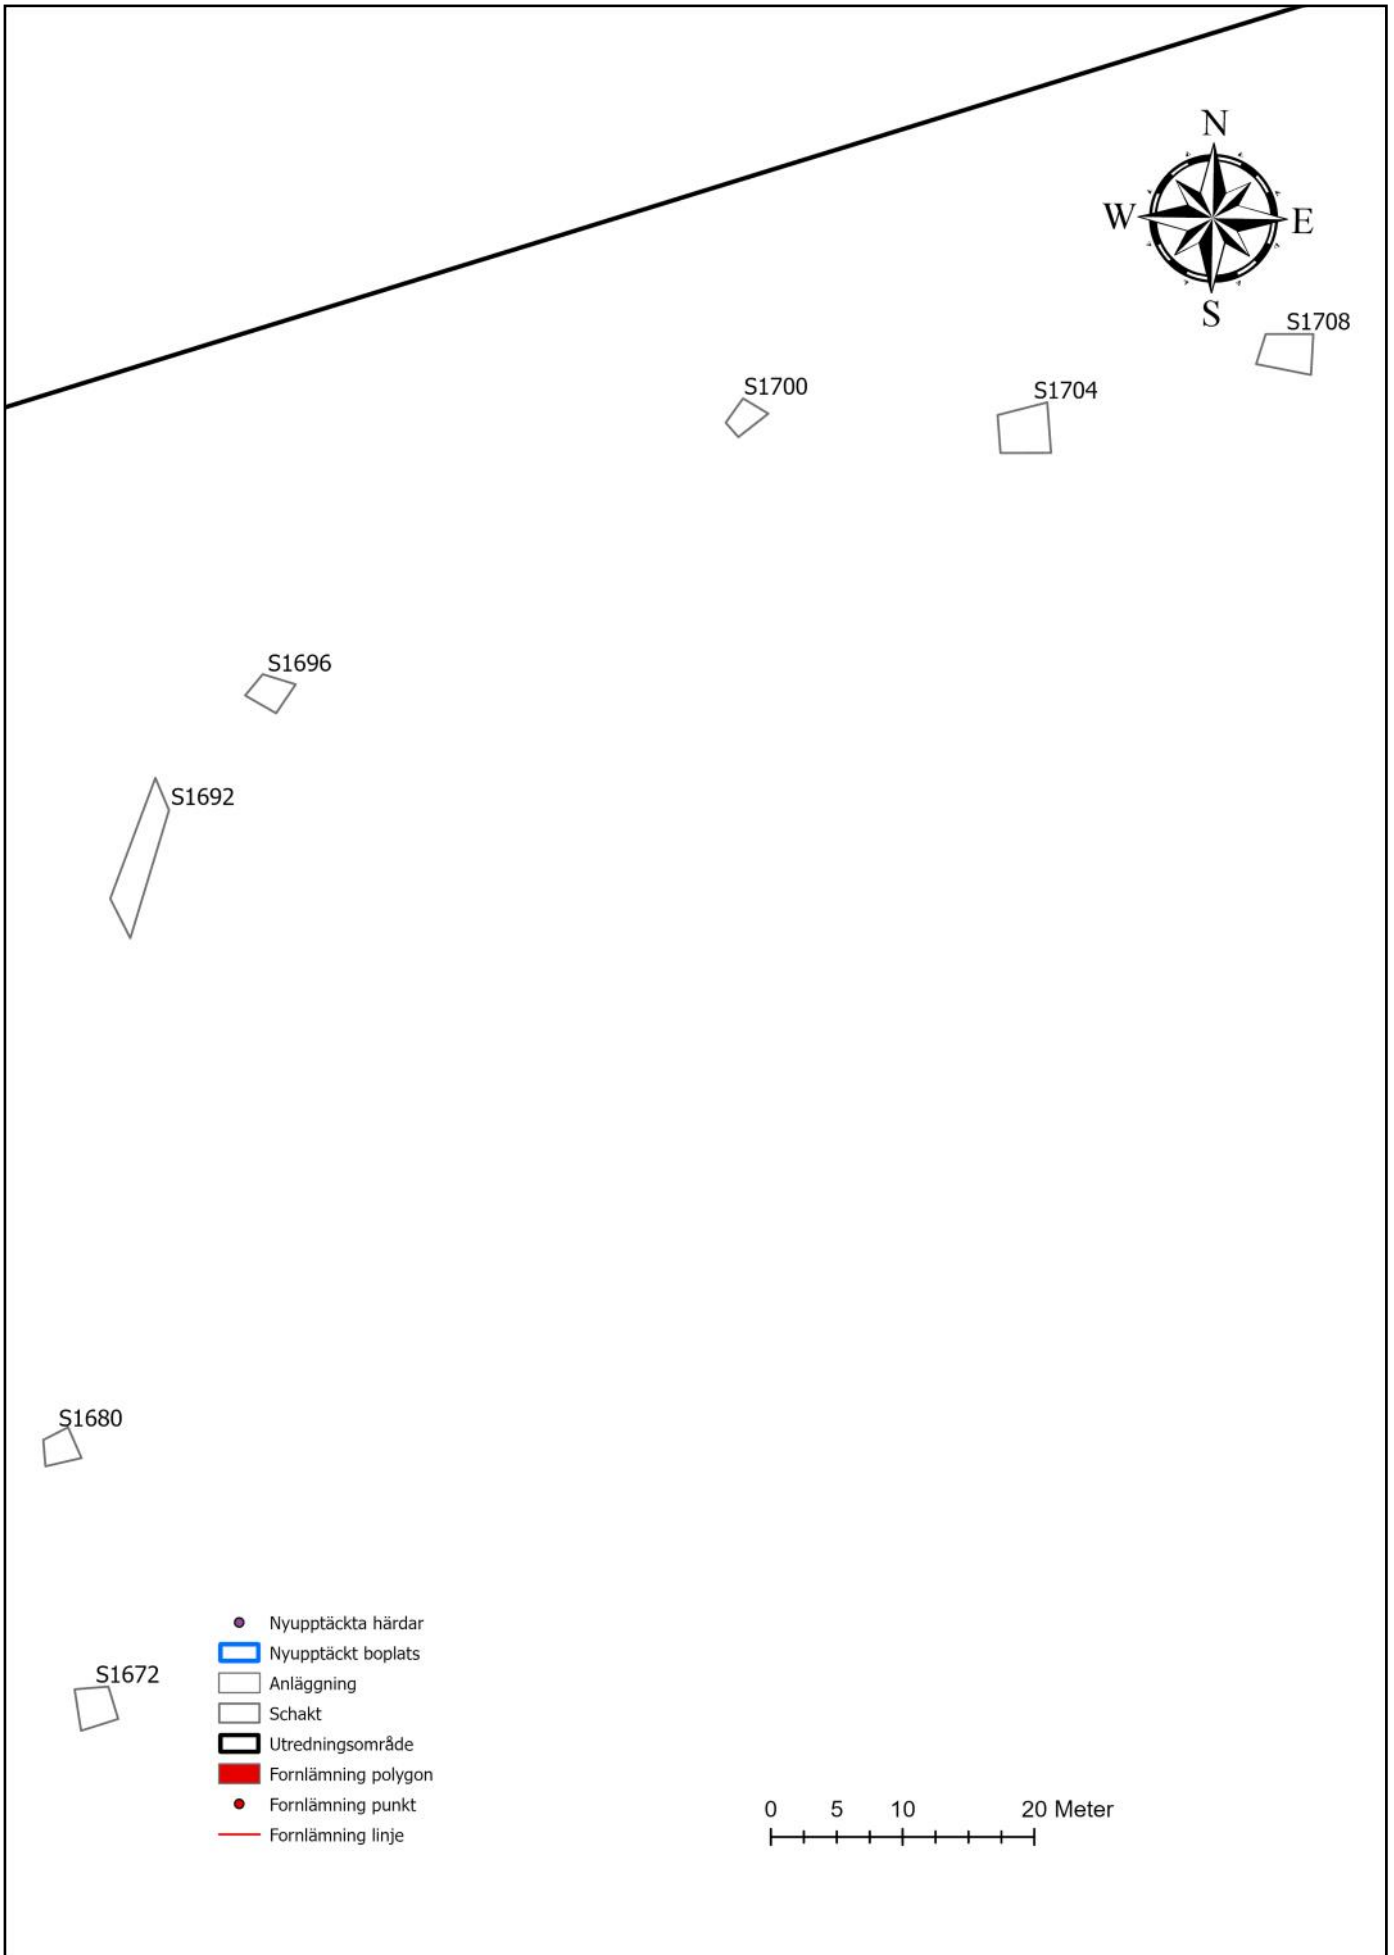 N
W E
S
S1708
S1700
S1704
S1696
S1692
S1680
S1672
Nyupptäckta härdar
Nyupptäckt boplats
Anläggning
Schakt
Utredningsområde
Fornlämning polygon
Fornlämning punkt
Fornlämning linje
0 5 10 20 Meter